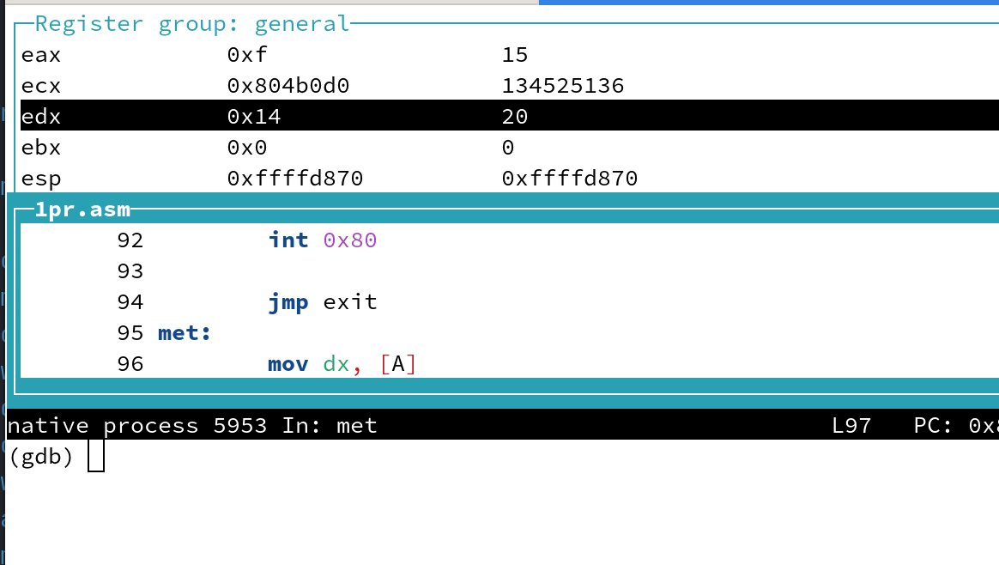 Register group: general
eax 0xf 15
ecx 0x804b0d0 134525136
edx 0x14 20
ebx 0x0 0
esp 0xffffd870 0xffffd870
1pr.asm
92 int 0x80
93
94 jmp exit
95 met:
96 mov dx, [A]
native process 5953 In: met L97 PC: 0x8
(gdb)